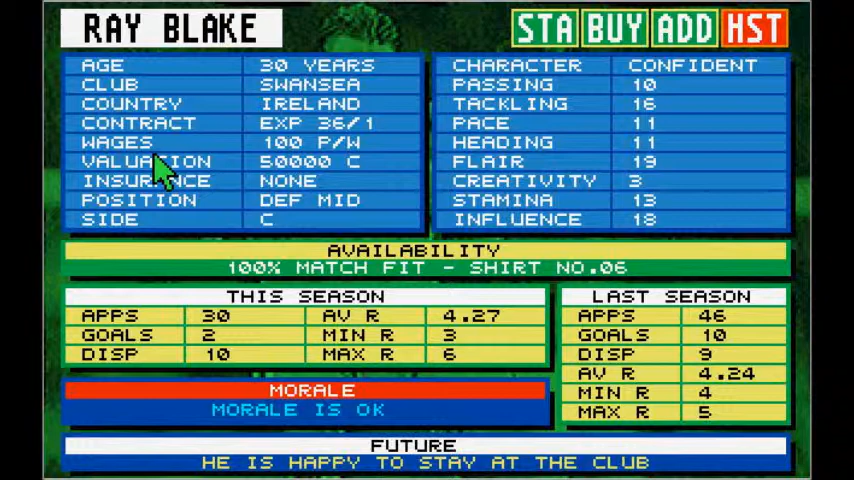 RAY BLAKE STA BUY ADD HST
AGE 30 YEARS
CLUB SWANSEA
COUNTRY IRELAND
CONTRACT EXP 36/1
WAGES 100 P/W
VALUATION 50000 C
INSURANCE NONE
POSITION DEF MID
SIDE C
CHARACTER CONFIDENT
PASSING 10
TACKLING 16
PACE 11
HEADING 11
FLAIR 19
CREATIVITY 3
STAMINA 13
INFLUENCE 18
AVAILABILITY
100% MATCH FIT - SHIRT NO.06
THIS SEASON
APPS 30 AV R 4.27
GOALS 2 MIN R 3
DISP 10 MAX R 6
LAST SEASON
APPS 46
GOALS 10
DISP 9
AV R 4.24
MIN R 4
MAX R 5
MORALE
MORALE IS OK
FUTURE
HE IS HAPPY TO STAY AT THE CLUB